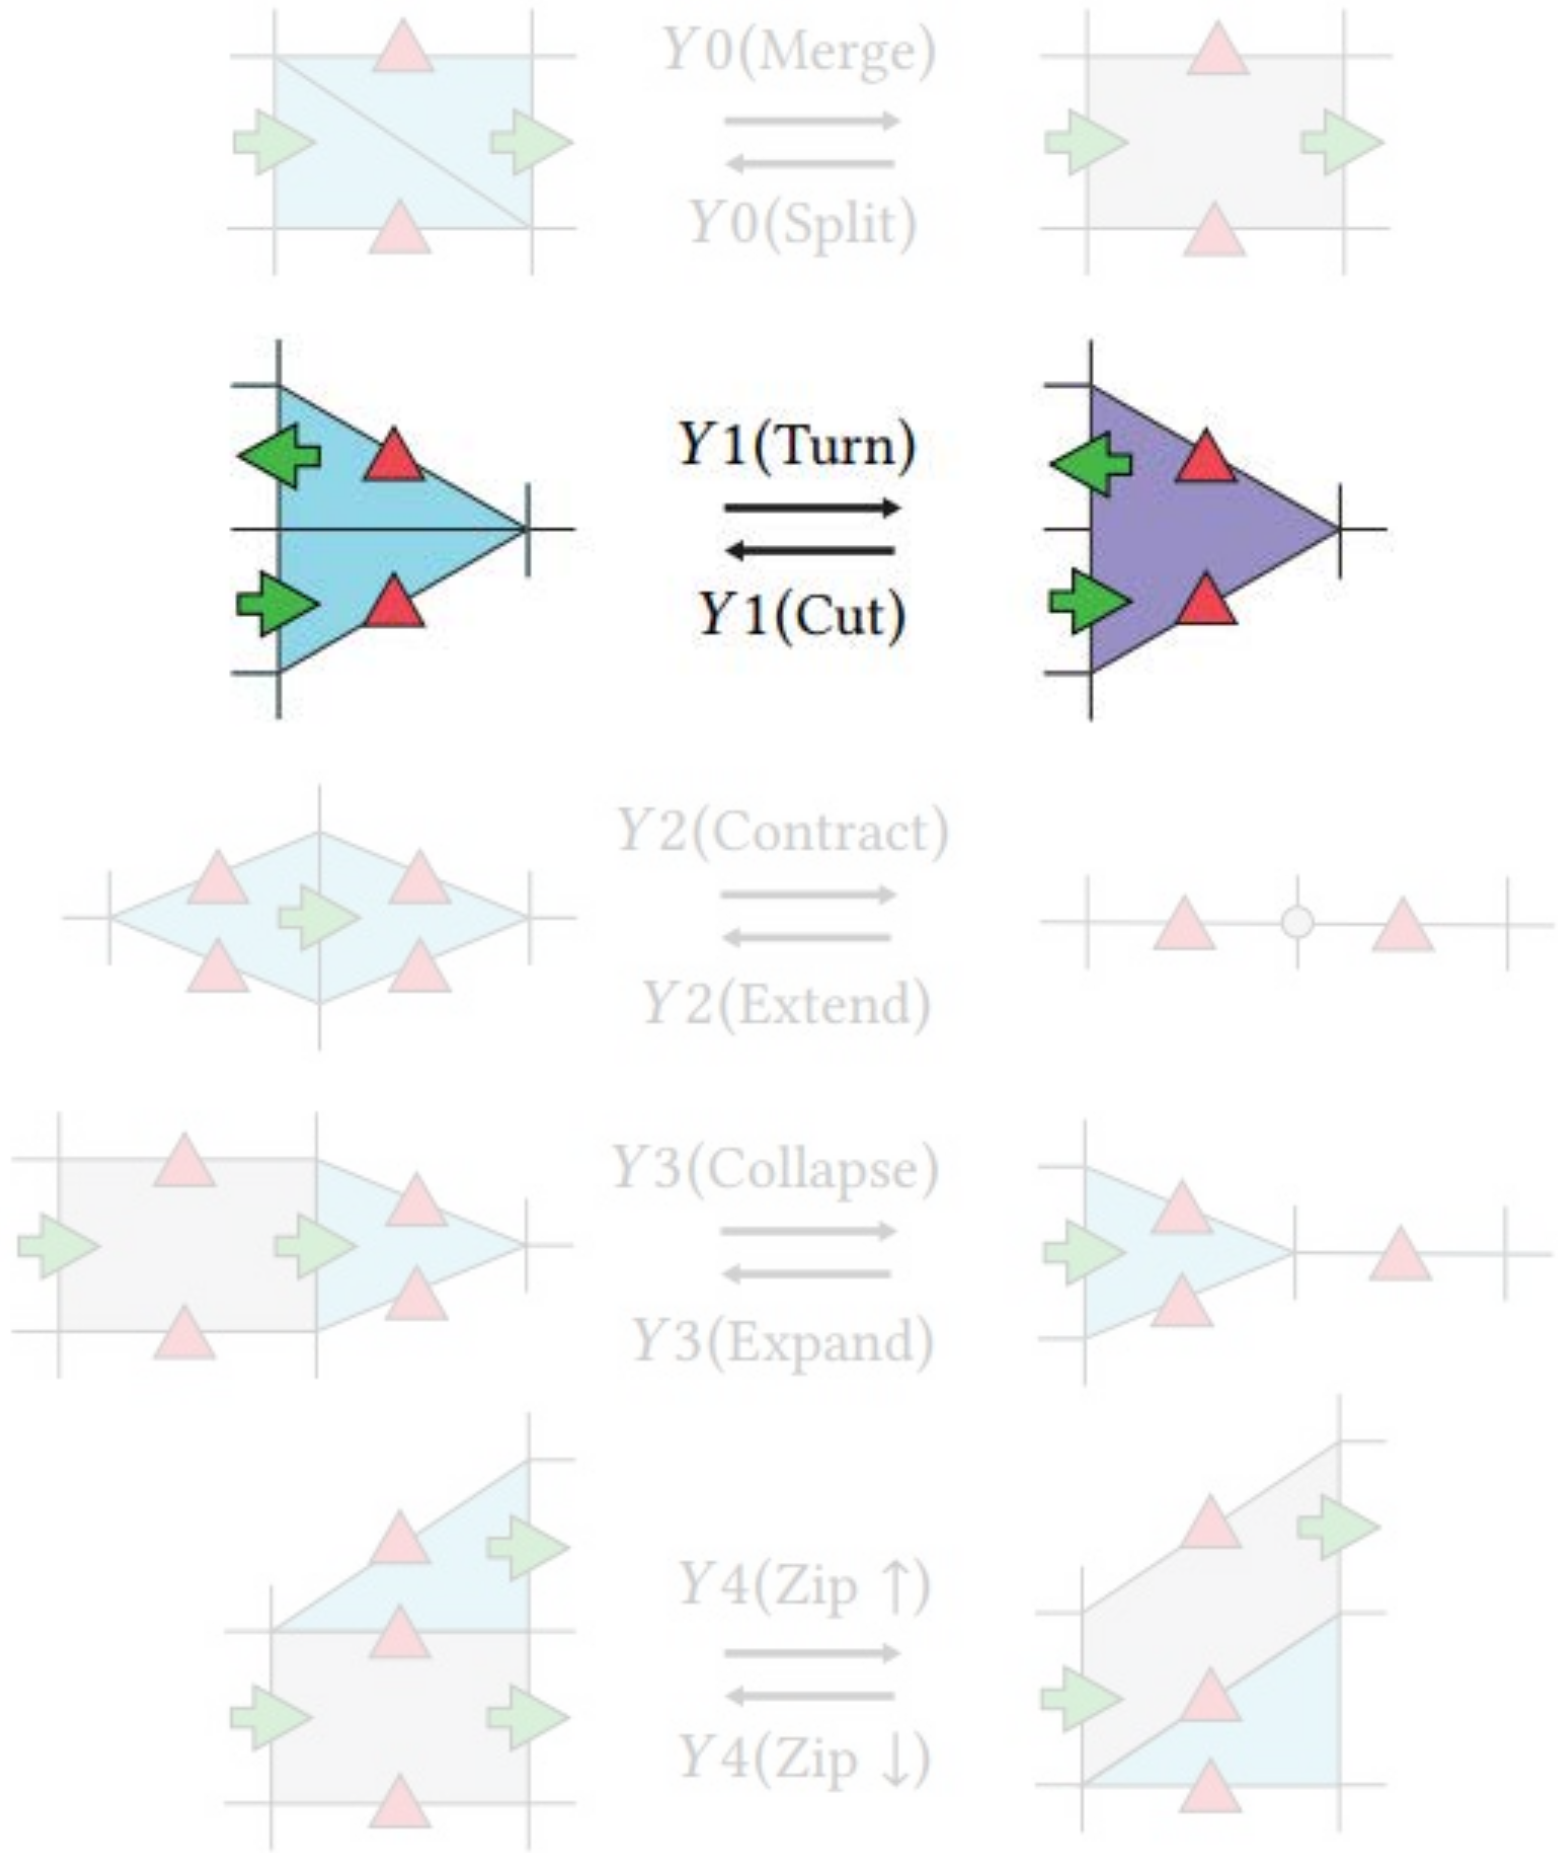 Y0(Merge)
Y0(Split)
Y1(Turn)
Y1(Cut)
Y2(Contract)
Y2(Extend)
Y3(Collapse)
Y3(Expand)
Y4(Zip ↑)
Y4(Zip ↓)